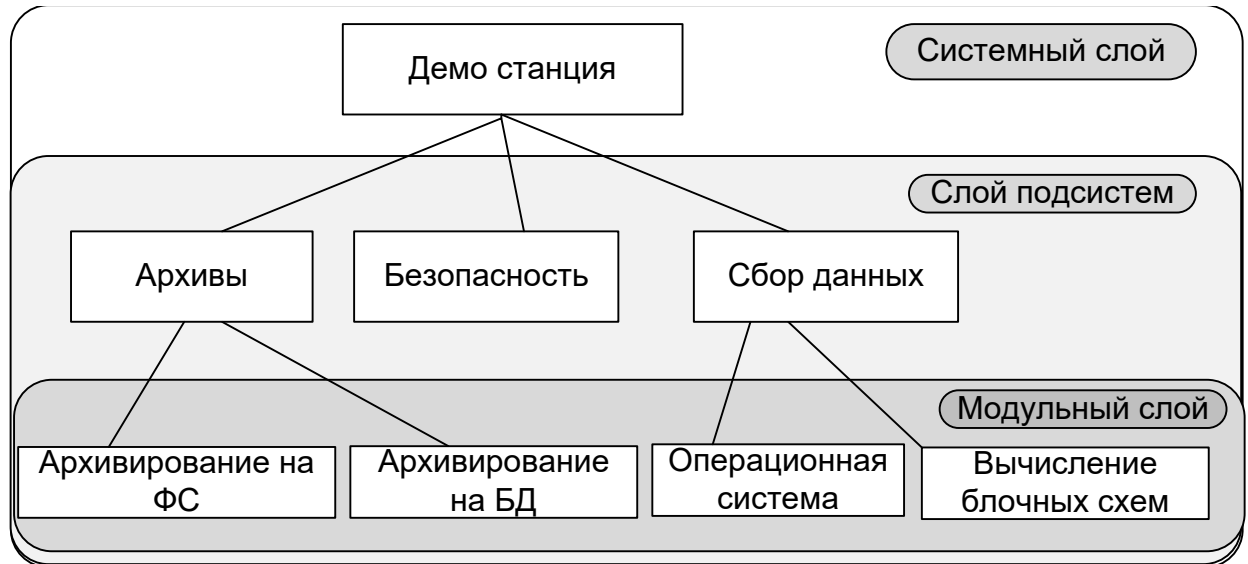 Демо станция
Системный слой
Слой подсистем
Архивы
Безопасность
Сбор данных
Модульный слой
Архивирование на
ФС
Архивирование
на БД
Операционная
система
Вычисление
блочных схем